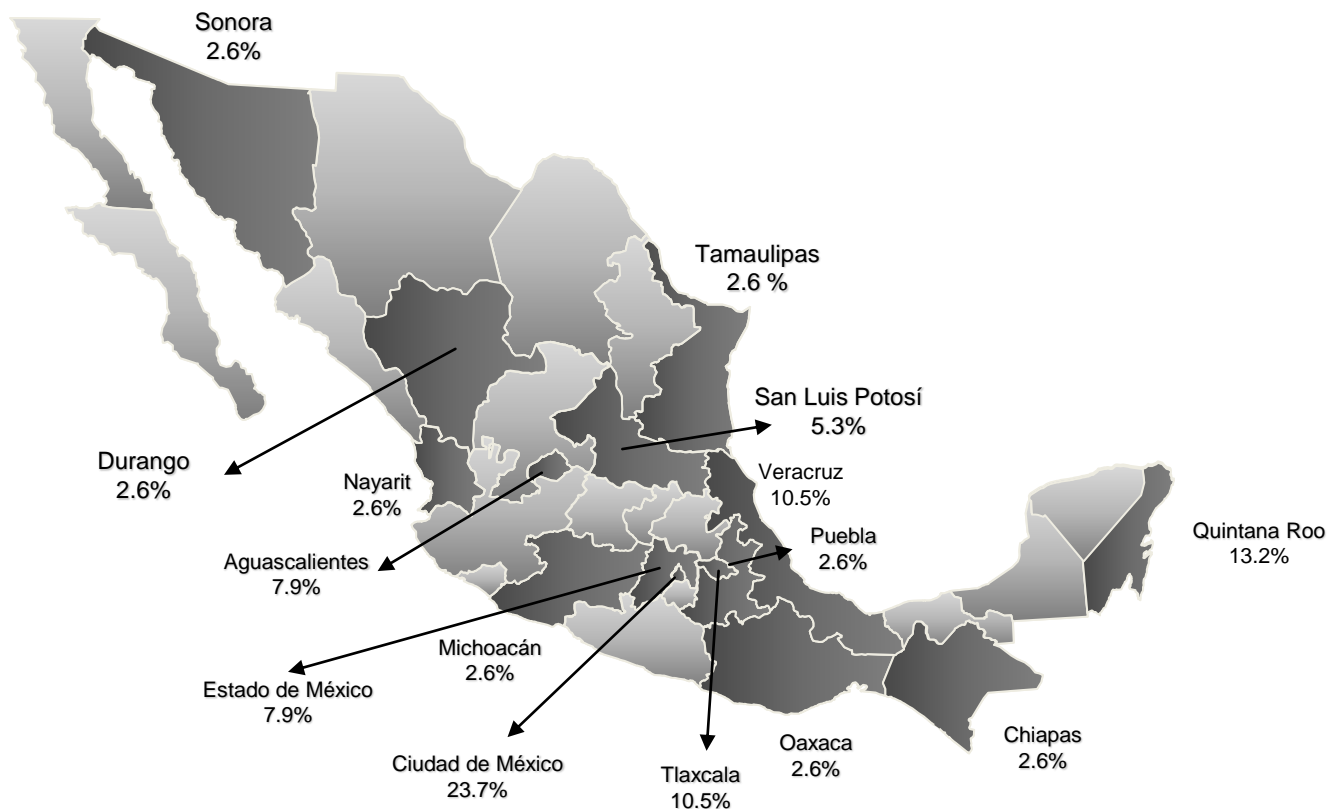 Sonora
2.6%
Tamaulipas
2.6 %
San Luis Potosí
5.3%
Durango
2.6%
Nayarit
2.6%
Veracruz
10.5%
Puebla
2.6%
Quintana Roo
13.2%
Aguascalientes
7.9%
Michoacán
2.6%
Estado de México
7.9%
Ciudad de México
23.7%
Tlaxcala
10.5%
Oaxaca
2.6%
Chiapas
2.6%